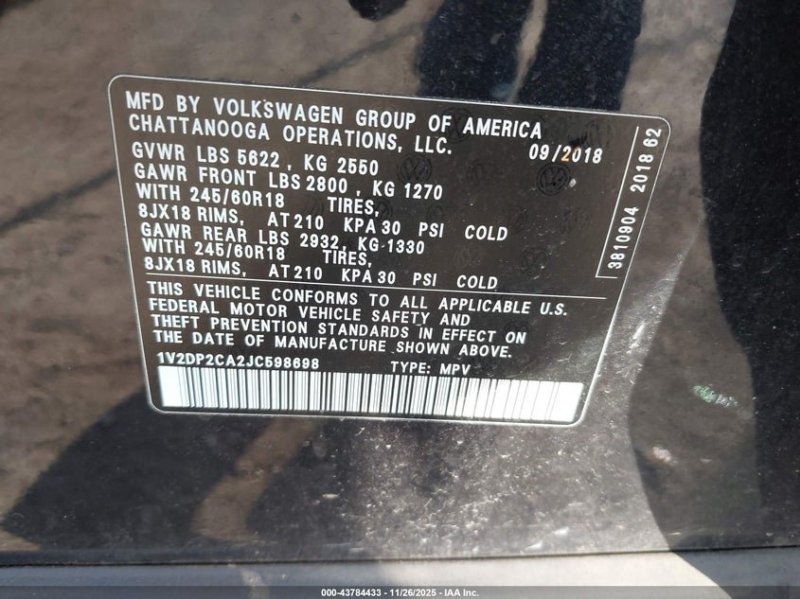 MFD BY VOLKSWAGEN GROUP OF AMERICA
CHATTANOOGA OPERATIONS, LLC.
09/2018
GVWR LBS 5622 , KG 2550
GAWR FRONT LBS 2800 , KG 1270
WITH 245/60R18 TIRES,
8JX18 RIMS, AT 210 KPA 30 PSI COLD
GAWR REAR LBS 2932, KG-1330
WITH 245/60R18 TIRES,
8JX18 RIMS, AT 210 KPA 30 PSI COLD
THIS VEHICLE CONFORMS TO ALL APPLICABLE U.S.
FEDERAL MOTOR VEHICLE SAFETY AND
THEFT PREVENTION STANDARDS IN EFFECT ON
THE DATE OF MANUFACTURE SHOWN ABOVE.
1V2DP2CA2JC598698 TYPE: MPV
3810904 2018 62
000-43784433 - 11/26/2025 - IAA Inc.